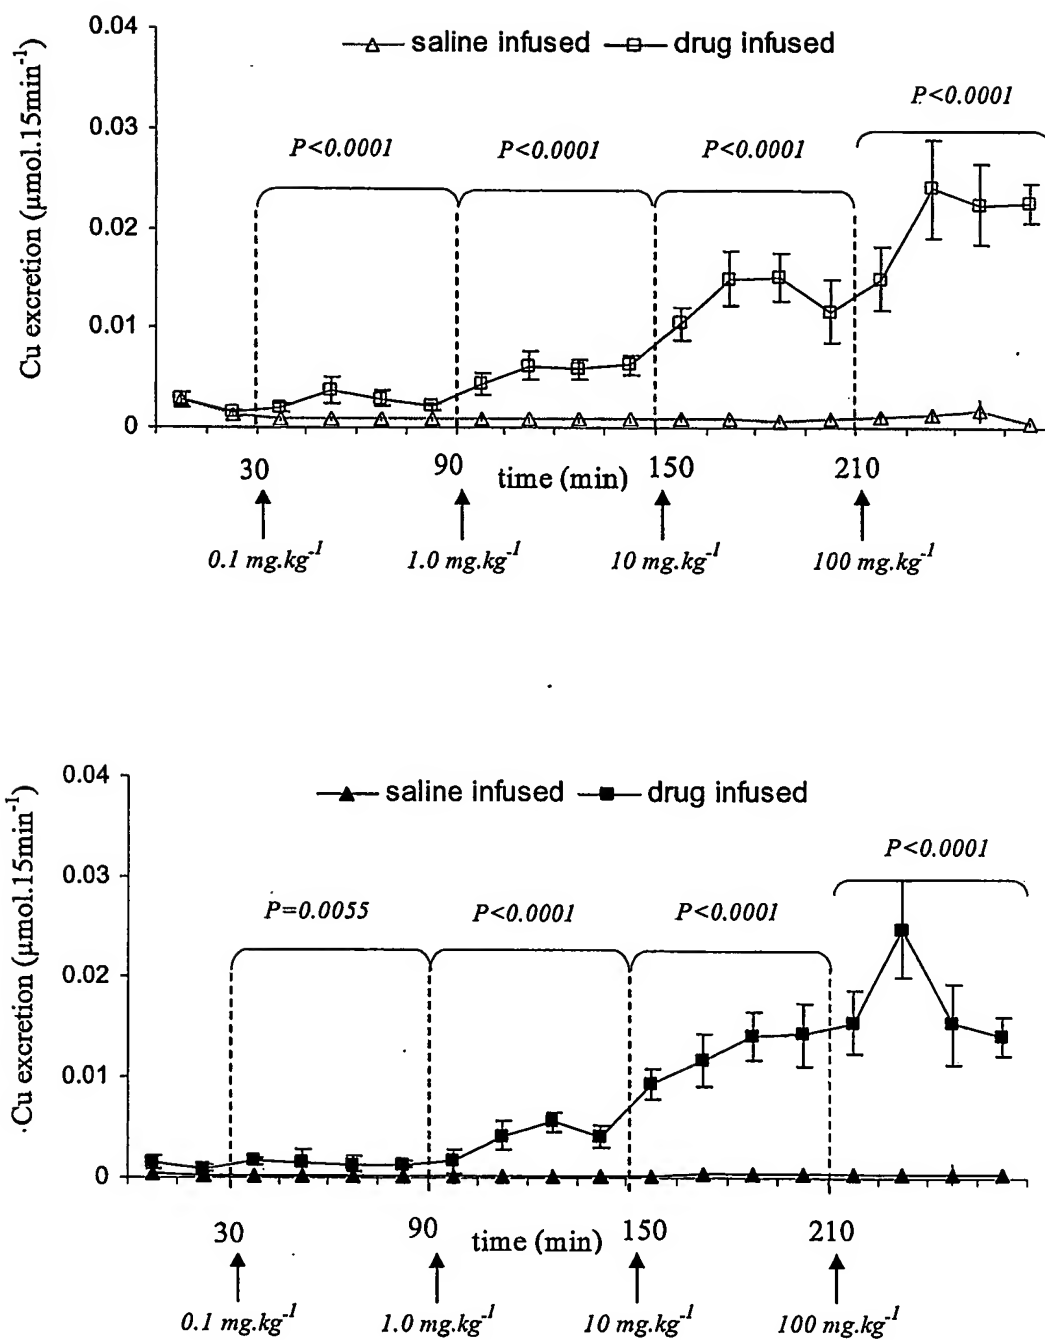 0.04
saline infused drug infused
P<0.0001
0.03
P<0.0001 P<0.0001 P<0.0001
0.02
0.01
0
Cu excretion (µmol.15min⁻¹)
30 90 time (min) 150 210
0.1 mg.kg⁻¹ 1.0 mg.kg⁻¹ 10 mg.kg⁻¹ 100 mg.kg⁻¹
0.04
saline infused drug infused
P<0.0001
0.03
P=0.0055 P<0.0001 P<0.0001
0.02
0.01
0
Cu excretion (µmol.15min⁻¹)
30 90 time (min) 150 210
0.1 mg.kg⁻¹ 1.0 mg.kg⁻¹ 10 mg.kg⁻¹ 100 mg.kg⁻¹